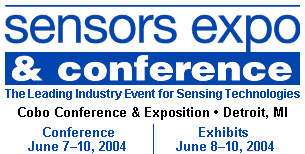 sensors expo
& conference
The Leading Industry Event for Sensing Technologies
Cobo Conference & Exposition • Detroit, MI
Conference
June 7–10, 2004
Exhibits
June 8–10, 2004